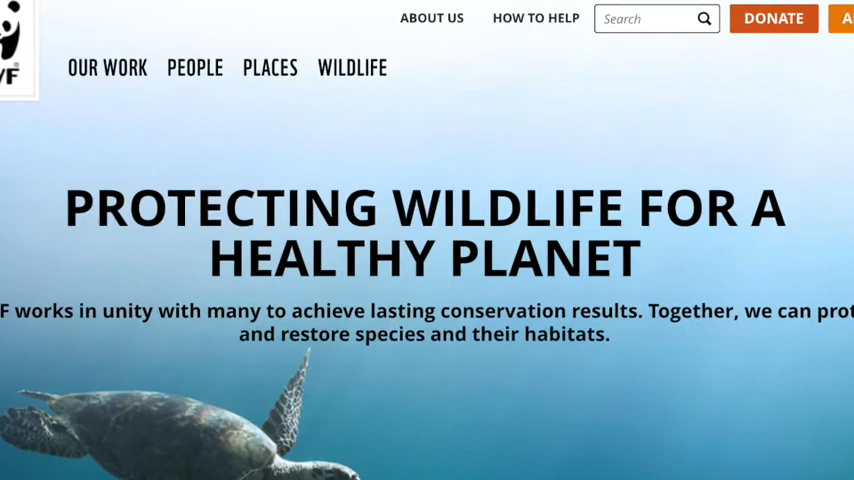 ABOUT US HOW TO HELP Search DONATE
OUR WORK PEOPLE PLACES WILDLIFE
PROTECTING WILDLIFE FOR A
HEALTHY PLANET
F works in unity with many to achieve lasting conservation results. Together, we can prot
and restore species and their habitats.